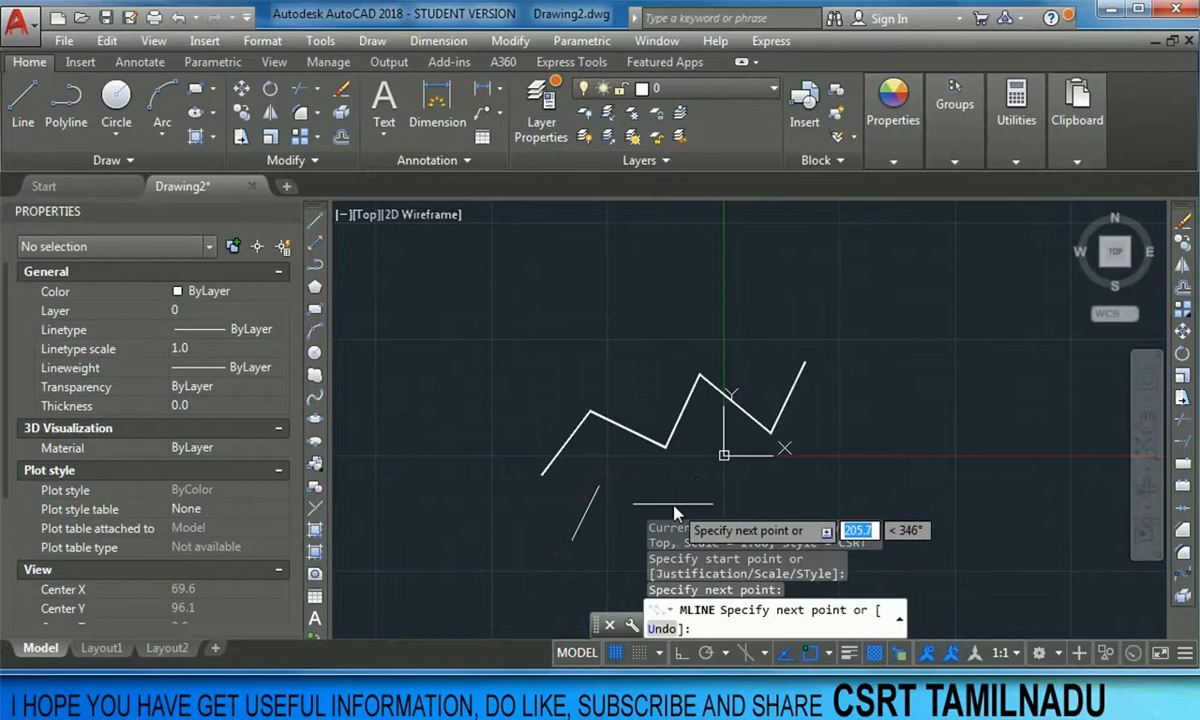 Autodesk AutoCAD 2018 - STUDENT VERSION Drawing2.dwg Type a keyword or phrase Sign In
File Edit View Insert Format Tools Draw Dimension Modify Parametric Window Help Express
Home Insert Annotate Parametric View Manage Output Add-ins A360 Express Tools Featured Apps
Line Polyline Circle Arc Text Dimension Layer Properties 0 Insert Properties Groups Utilities Clipboard
Draw Modify Annotation Layers Block
Start Drawing2*
PROPERTIES
[−][Top][2D Wireframe]
No selection
General
Color ByLayer
Layer 0
Linetype ByLayer
Linetype scale 1.0
Lineweight ByLayer
Transparency ByLayer
Thickness 0.0
3D Visualization
Material ByLayer
Plot style
Plot style ByColor
Plot style table None
Plot table attached to Model
Plot table type Not available
View
Center X 69.6
Center Y 96.1
N
W TOP E
S
WCS
Y
X
Specify next point or 205.7 < 346°
Specify start point or
[Justification/Scale/STyle]:
Specify next point:
MLINE Specify next point or [
Undo]:
Model Layout1 Layout2
MODEL 1:1
I HOPE YOU HAVE GET USEFUL INFORMATION, DO LIKE, SUBSCRIBE AND SHARE CSRT TAMILNADU